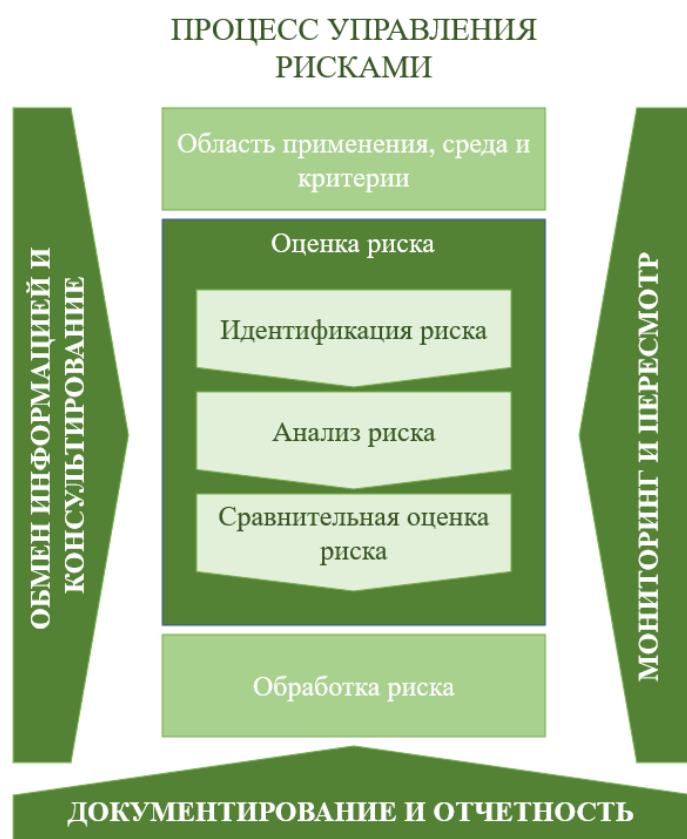 ПРОЦЕСС УПРАВЛЕНИЯ
РИСКАМИ
Область применения, среда и
критерии
Оценка риска
Идентификация риска
Анализ риска
Сравнительная оценка
риска
Обработка риска
ОБМЕН ИНФОРМАЦИЕЙ И
КОНСУЛЬТИРОВАНИЕ
МОНИТОРИНГ И ПЕРЕСМОТР
ДОКУМЕНТИРОВАНИЕ И ОТЧЕТНОСТЬ